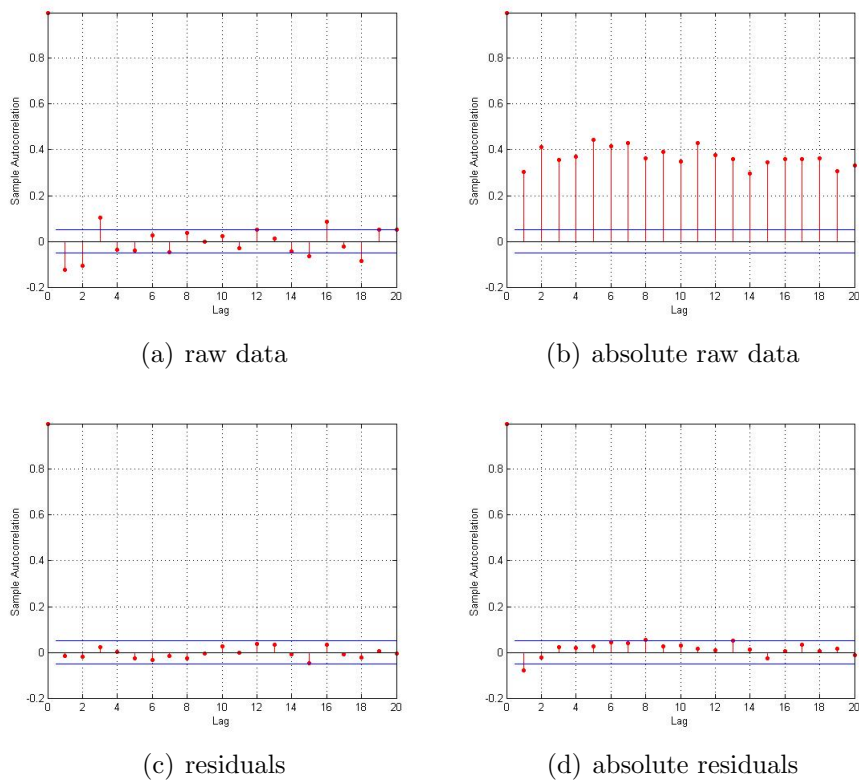 0.8
0.6
0.4
0.2
0
-0.2
Sample Autocorrelation
0 2 4 6 8 10 12 14 16 18 20
Lag
(a) raw data
0.8
0.6
0.4
0.2
0
-0.2
Sample Autocorrelation
0 2 4 6 8 10 12 14 16 18 20
Lag
(b) absolute raw data
0.8
0.6
0.4
0.2
0
-0.2
Sample Autocorrelation
0 2 4 6 8 10 12 14 16 18 20
Lag
(c) residuals
0.8
0.6
0.4
0.2
0
-0.2
Sample Autocorrelation
0 2 4 6 8 10 12 14 16 18 20
Lag
(d) absolute residuals